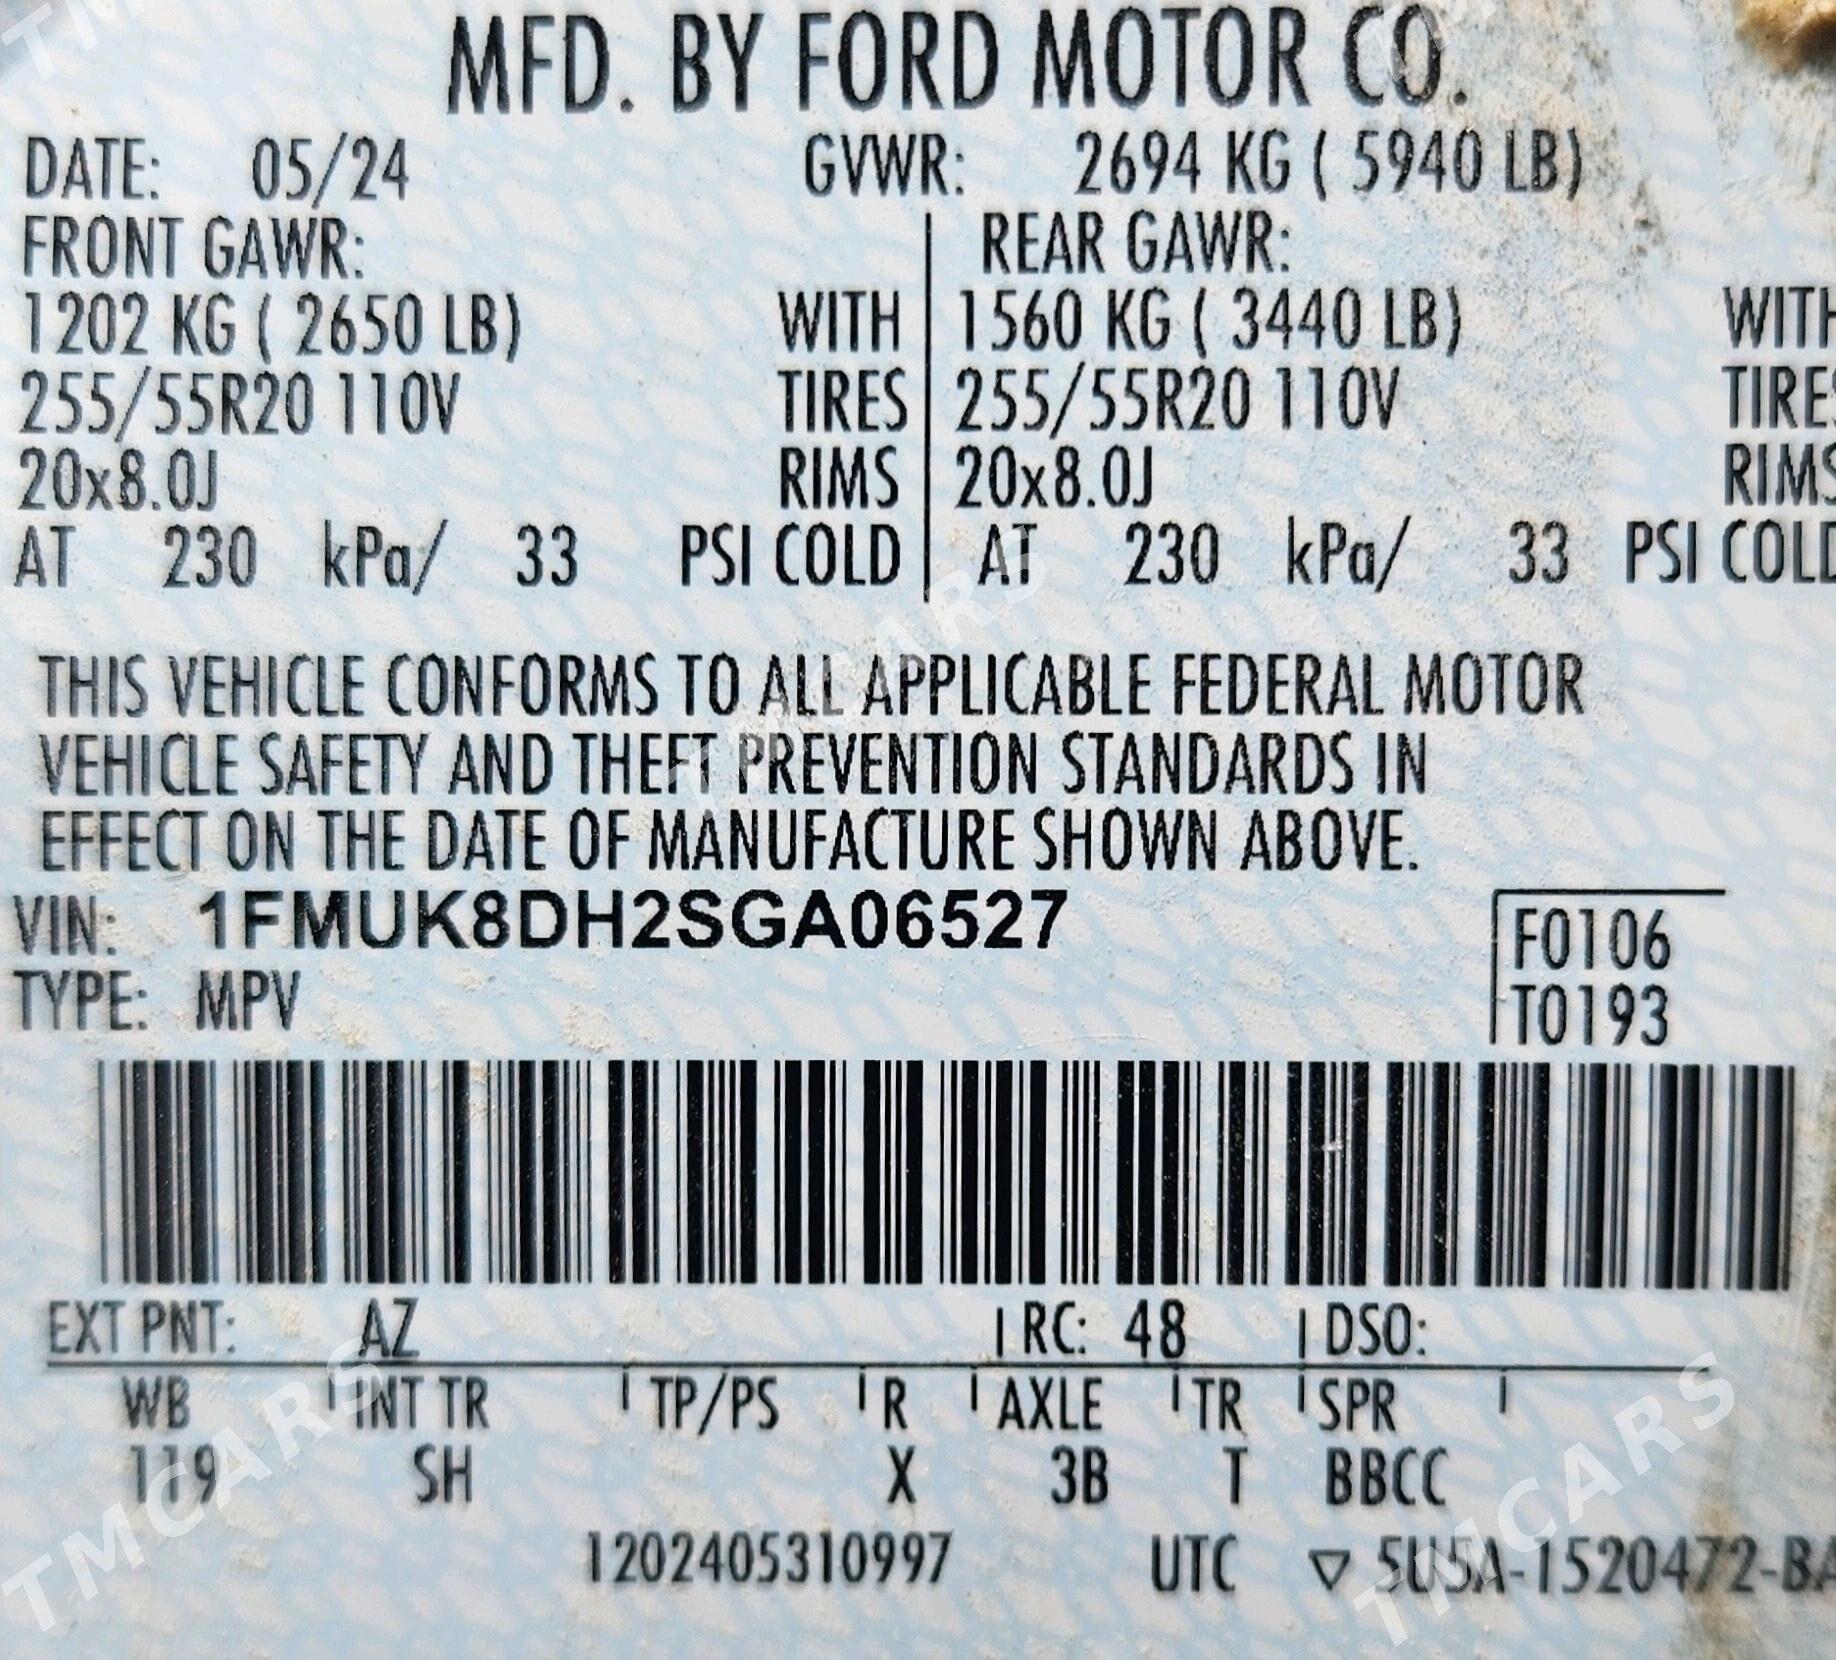 MFD. BY FORD MOTOR CO.
DATE: 05/24 GVWR: 2694 KG ( 5940 LB)
FRONT GAWR: REAR GAWR:
1202 KG ( 2650 LB) WITH 1560 KG ( 3440 LB) WITH
255/55R20 110V TIRES 255/55R20 110V TIRES
20x8.0J RIMS 20x8.0J RIMS
AT 230 kPa/ 33 PSI COLD AT 230 kPa/ 33 PSI COLD
THIS VEHICLE CONFORMS TO ALL APPLICABLE FEDERAL MOTOR
VEHICLE SAFETY AND THEFT PREVENTION STANDARDS IN
EFFECT ON THE DATE OF MANUFACTURE SHOWN ABOVE.
VIN: 1FMUK8DH2SGA06527
F0106
TYPE: MPV
T0193
EXT PNT: AZ RC: 48 DSO:
WB INT TR TP/PS R AXLE TR SPR
119 SH X 3B T BBCC
1202405310997 UTC ▽ 5U5A-1520472-BA
TMCARS
TMCARS
TMCARS